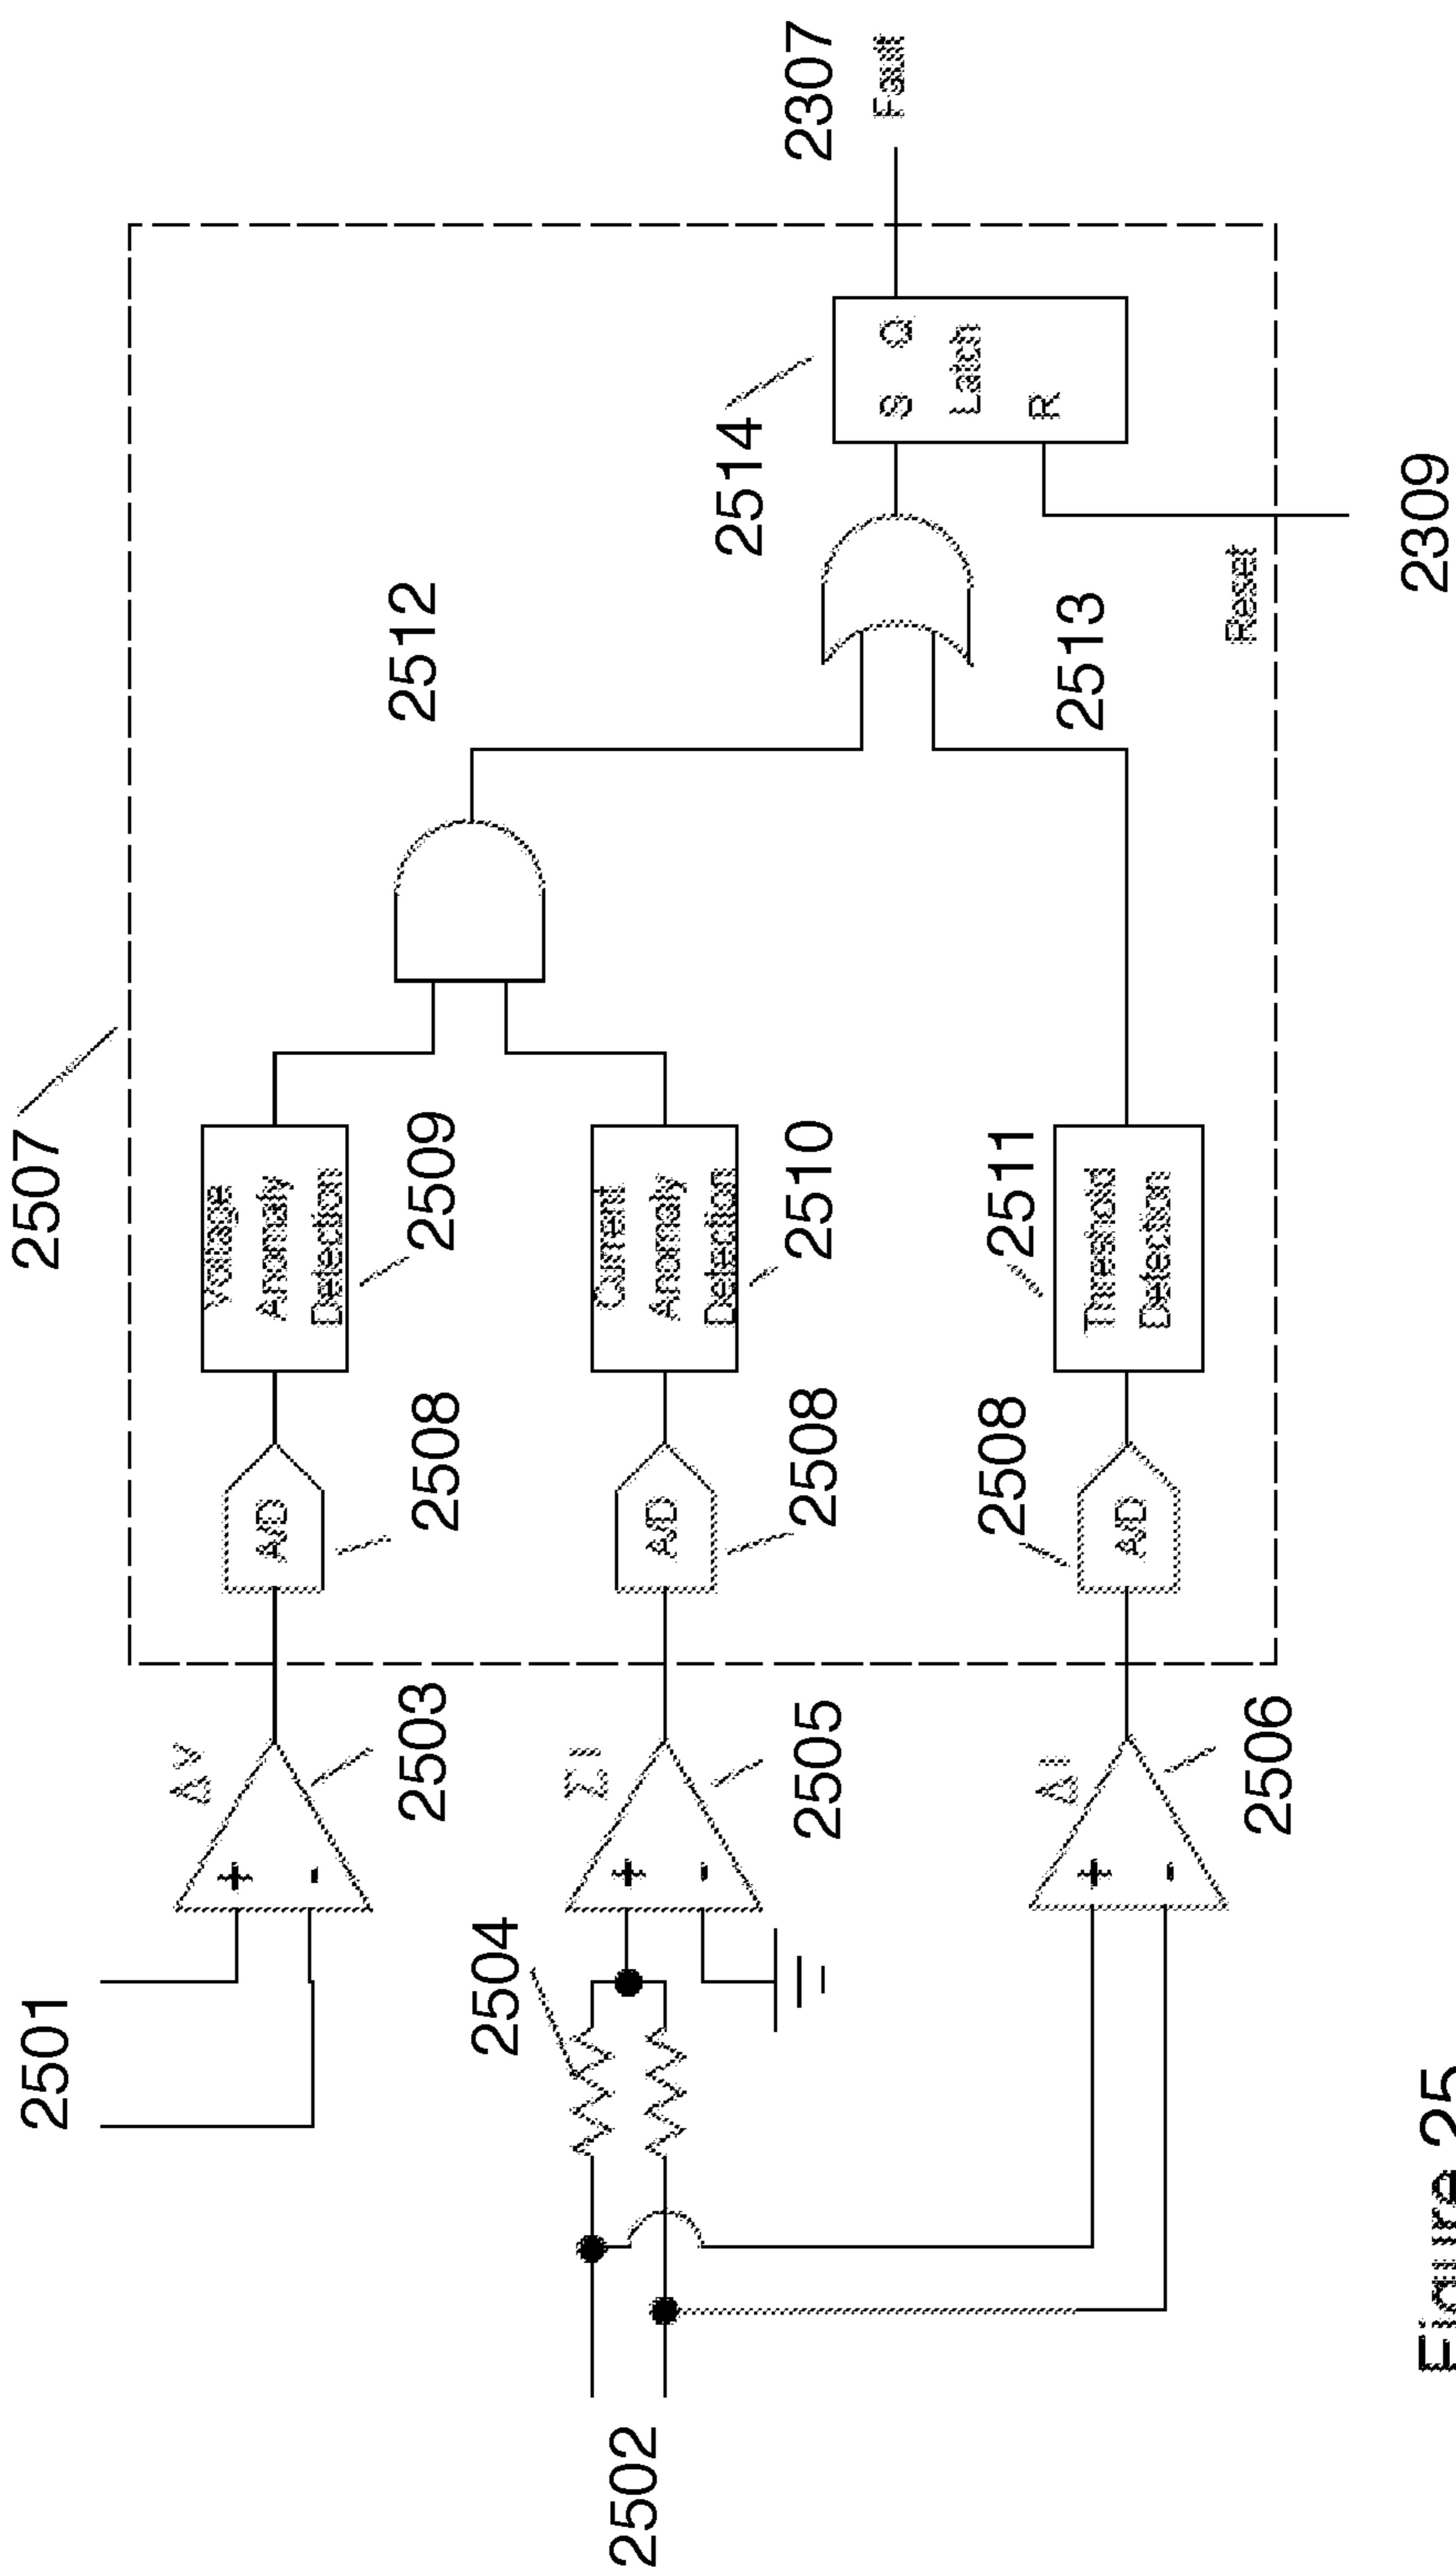 2501
2502
2503
ΔV
2504
2505
ΣI
2506
ΔI
+
-
+
-
+
-
2507
A/D
2508
A/D
2508
A/D
2508
Voltage
Anomaly
Detection
2509
Current
Anomaly
Detection
2510
Threshold
Detection
2511
2512
2513
2514
S Q
Latch
R
2307
Fault
Reset
2309
Figure 25